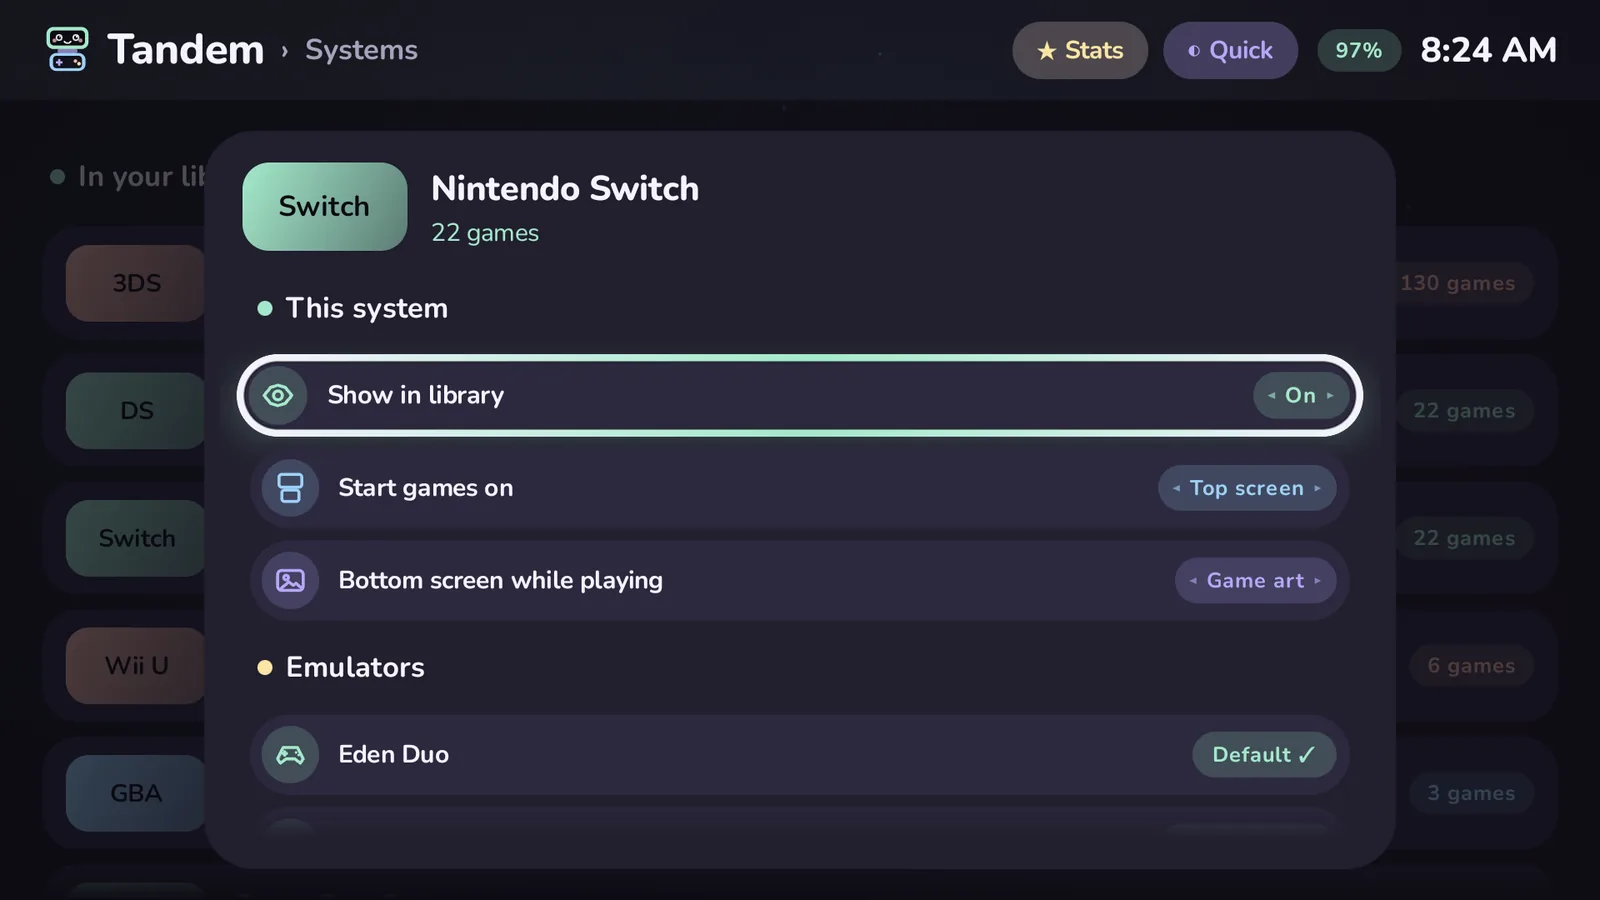 Tandem › Systems
★ Stats
Quick
97%
8:24 AM
In your lib
Switch
Nintendo Switch
22 games
This system
Show in library
On
Start games on
Top screen
Bottom screen while playing
Game art
Emulators
Eden Duo
Default ✓
3DS
130 games
DS
22 games
Switch
22 games
Wii U
6 games
GBA
3 games